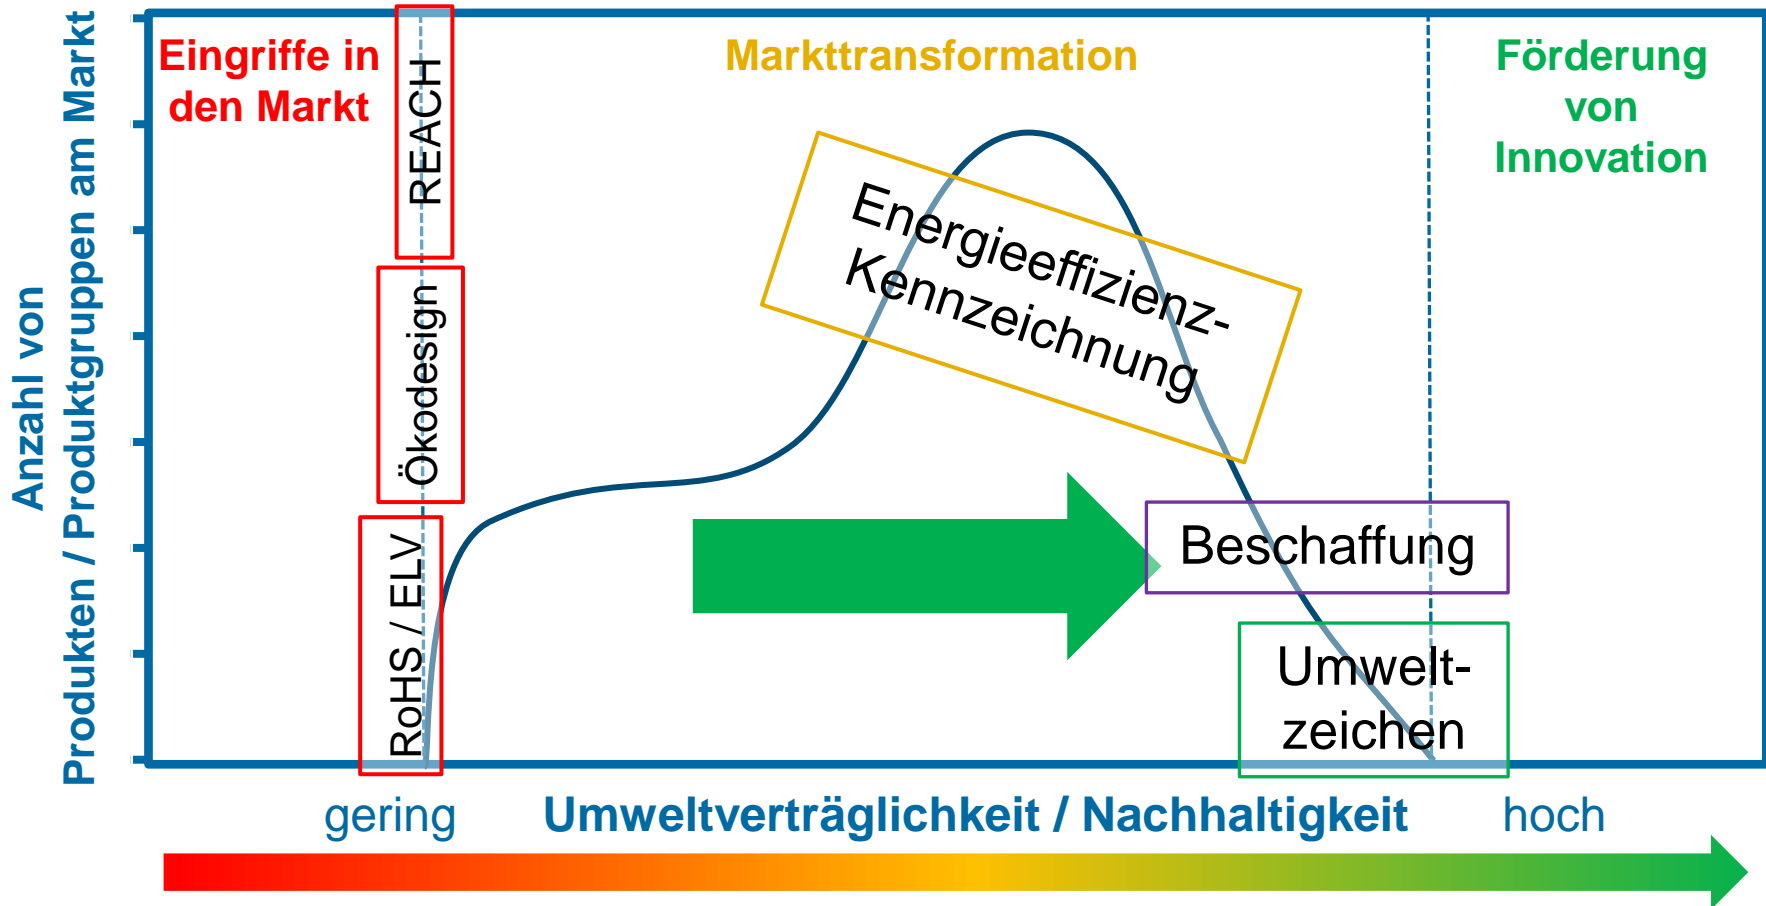 Eingriffe in
den Markt
Markttransformation
Förderung
von
Innovation
Anzahl von
Produkten / Produktgruppen am Markt
REACH
Ökodesign
RoHS / ELV
Energieeffizienz-
Kennzeichnung
Beschaffung
Umwelt-
zeichen
gering
Umweltverträglichkeit / Nachhaltigkeit
hoch